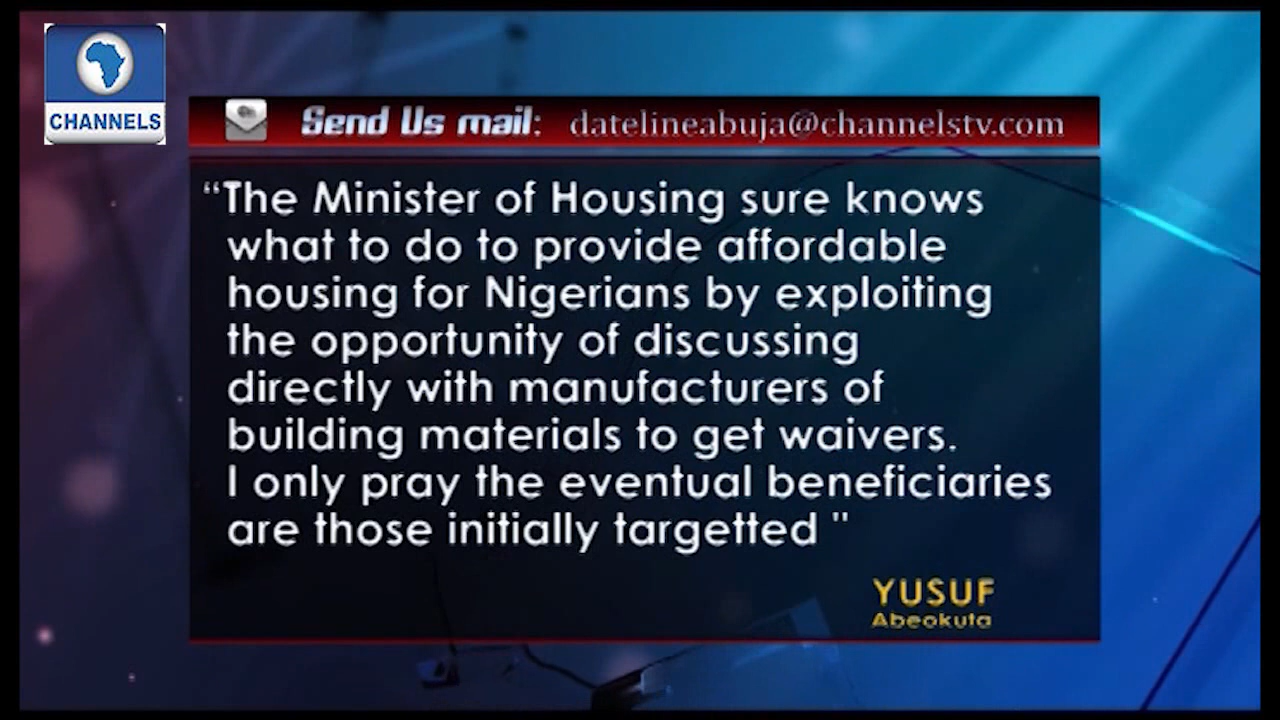 CHANNELS
Send Us mail: datelineabuja@channelstv.com
“The Minister of Housing sure knows
what to do to provide affordable
housing for Nigerians by exploiting
the opportunity of discussing
directly with manufacturers of
building materials to get waivers.
I only pray the eventual beneficiaries
are those initially targetted "
YUSUF
Abeokuta